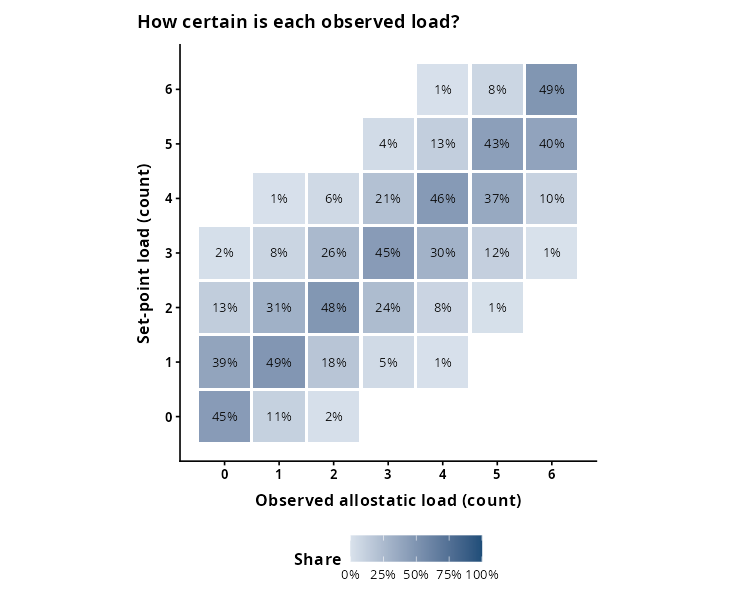 How certain is each observed load?
Set-point load (count)
6 1% 8% 49%
5 4% 13% 43% 40%
4 1% 6% 21% 46% 37% 10%
3 2% 8% 26% 45% 30% 12% 1%
2 13% 31% 48% 24% 8% 1%
1 39% 49% 18% 5% 1%
0 45% 11% 2%
0 1 2 3 4 5 6
Observed allostatic load (count)
Share
0% 25% 50% 75% 100%